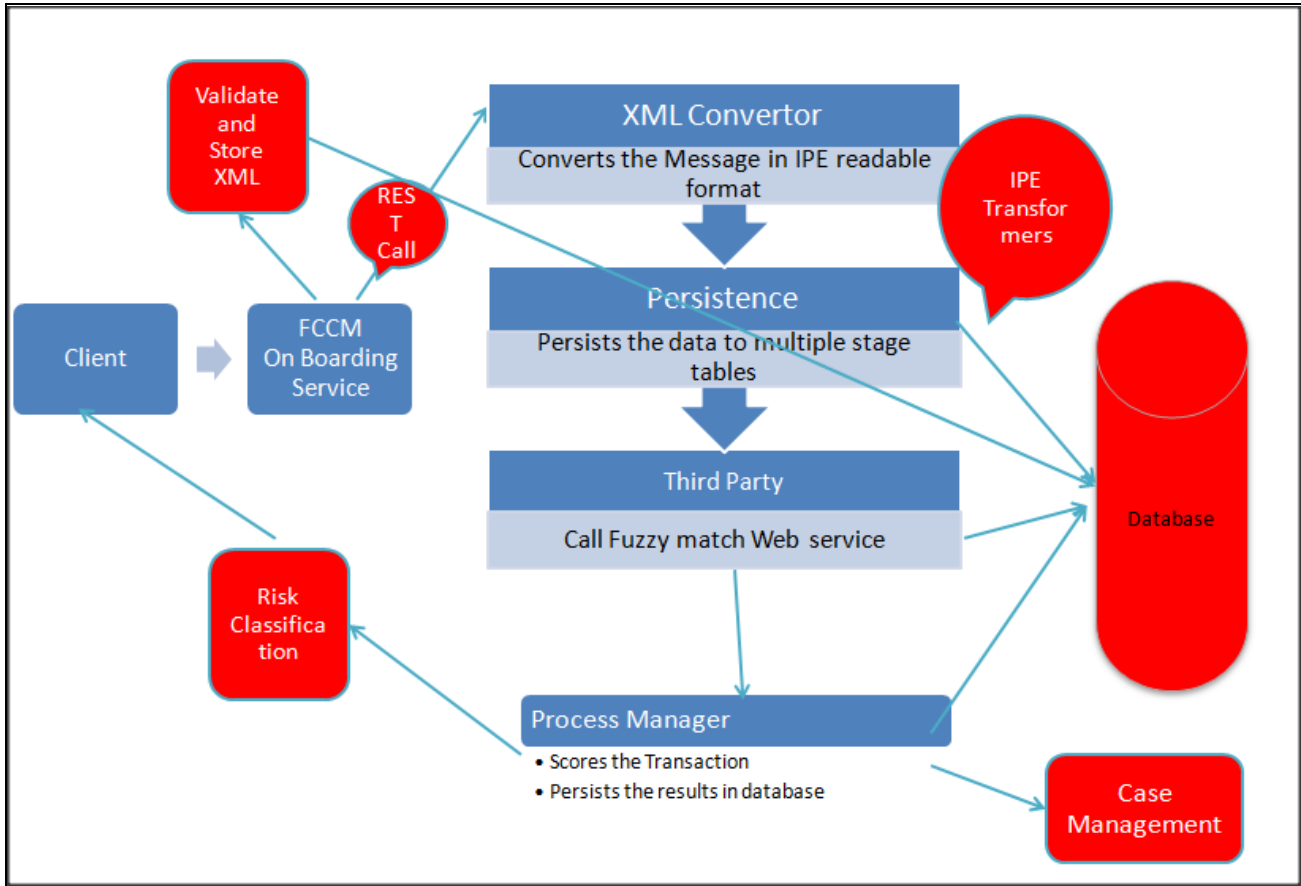 Validate
and
Store
XML
RES
T
Call
XML Convertor
Converts the Message in IPE readable
format
IPE
Transfor
mers
Client
FCCM
On Boarding
Service
Persistence
Persists the data to multiple stage
tables
Third Party
Call Fuzzy match Web service
Database
Risk
Classifica
tion
Process Manager
• Scores the Transaction
• Persists the results in database
Case
Management